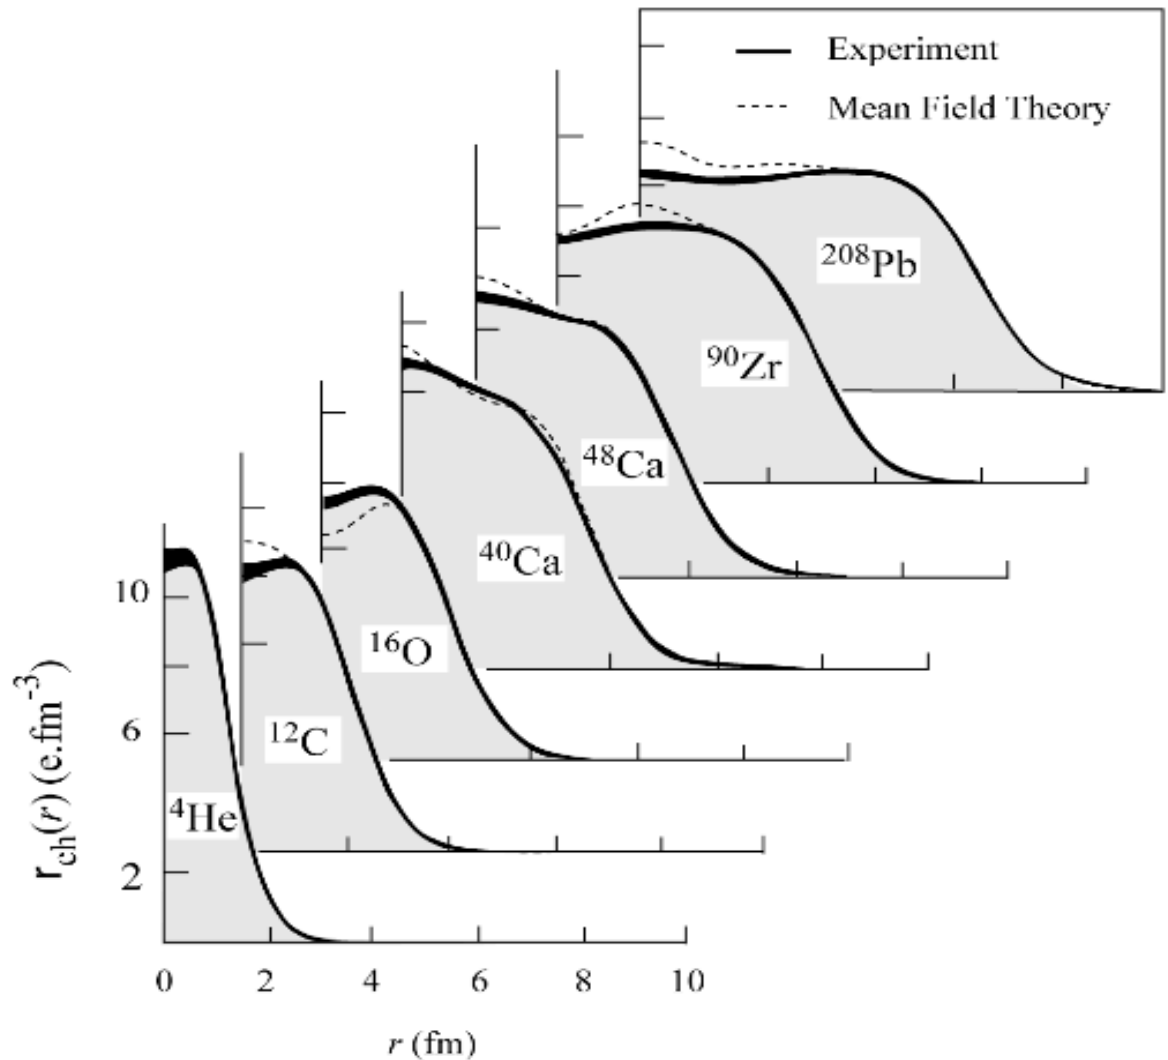 Experiment
Mean Field Theory
²⁰⁸Pb
⁹⁰Zr
⁴⁸Ca
⁴⁰Ca
¹⁶O
¹²C
⁴He
10
6
2
r_ch(r) (e.fm⁻³)
0 2 4 6 8 10
r (fm)